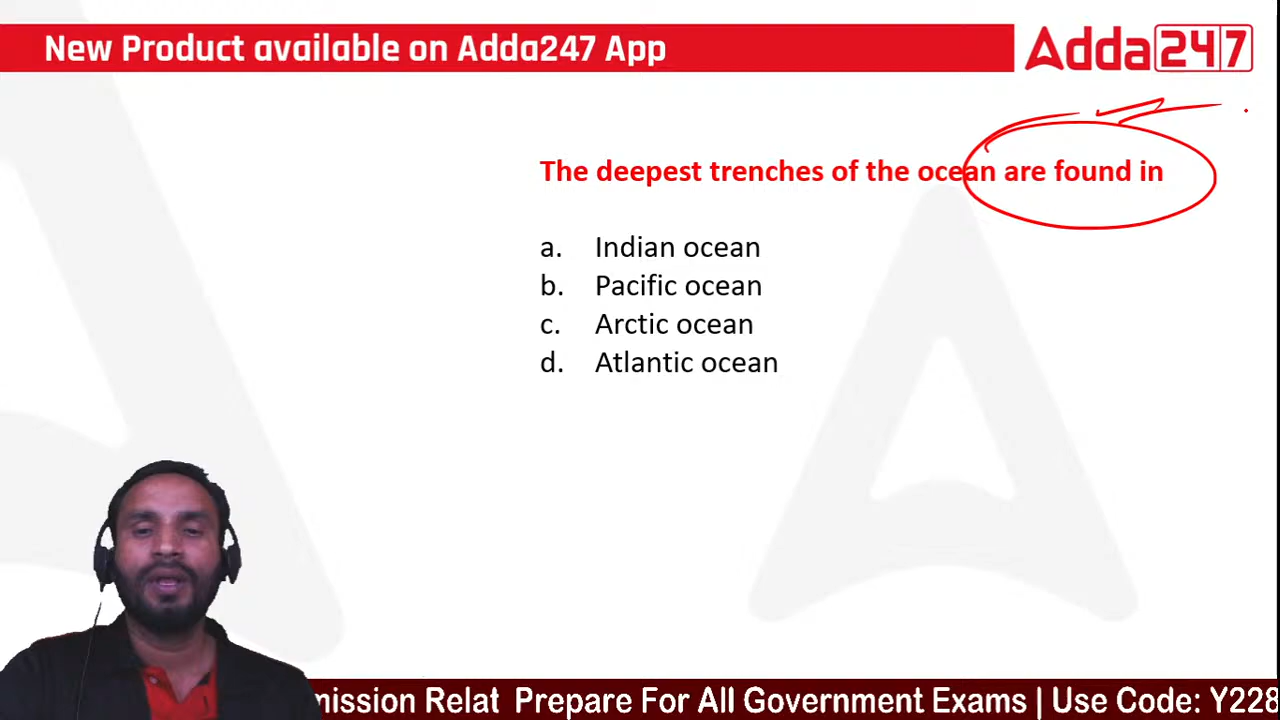 New Product available on Adda247 App
Adda247
The deepest trenches of the ocean are found in
a. Indian ocean
b. Pacific ocean
c. Arctic ocean
d. Atlantic ocean
mission Relat Prepare For All Government Exams | Use Code: Y228